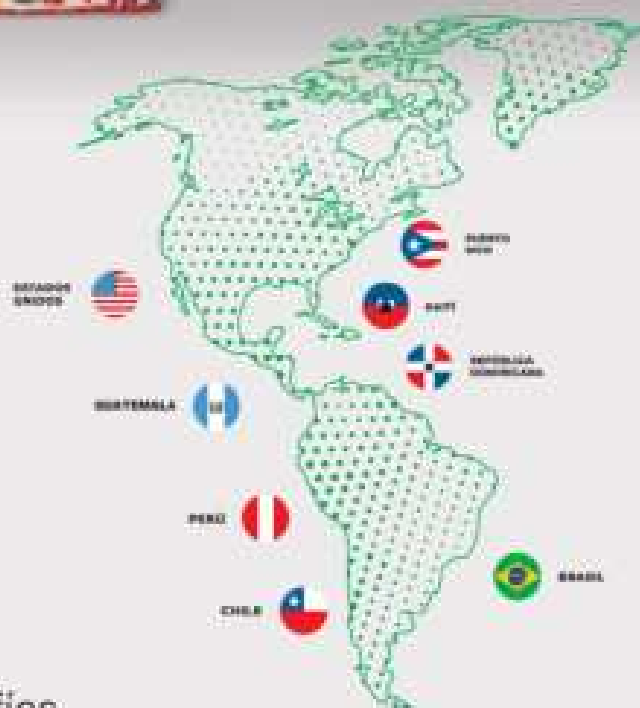 PUERTO
RICO
ESTADOS
UNIDOS
HAITÍ
REPÚBLICA
DOMINICANA
GUATEMALA
PERÚ
BRASIL
CHILE